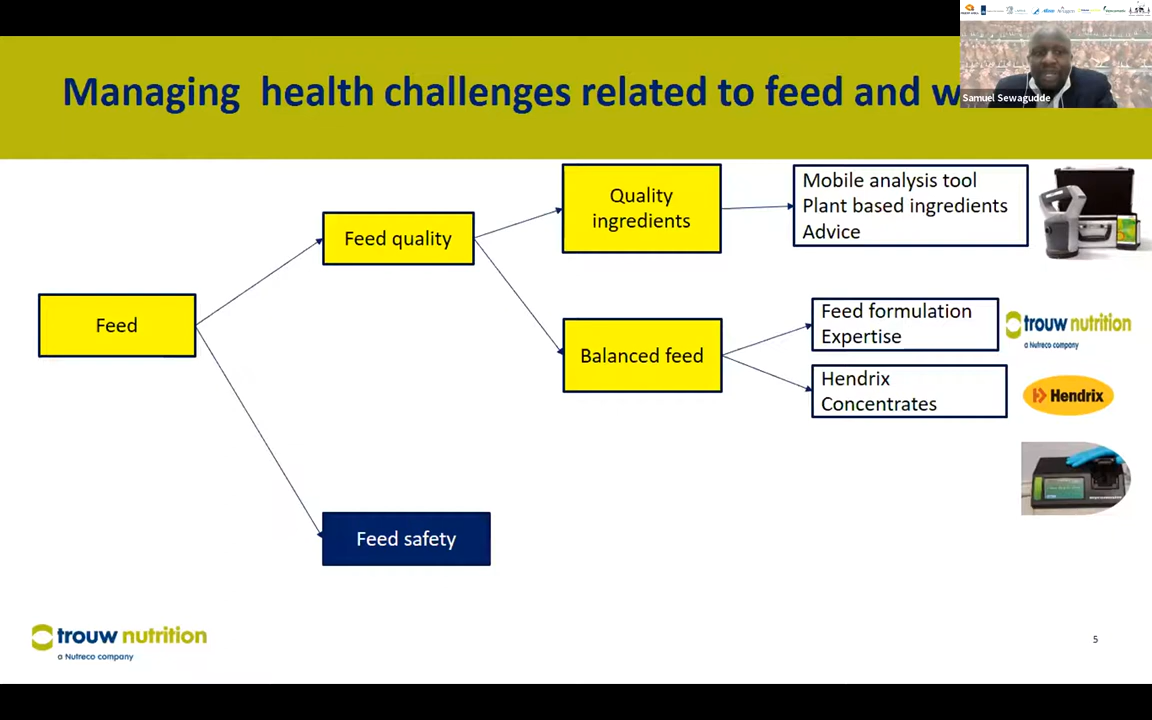 Managing health challenges related to feed and w
Samuel Sewagudde
Quality
ingredients
Mobile analysis tool
Plant based ingredients
Advice
Feed quality
Feed
Balanced feed
Feed formulation
Expertise
trouw nutrition
a Nutreco company
Hendrix
Concentrates
Hendrix
Feed safety
trouw nutrition
a Nutreco company
5